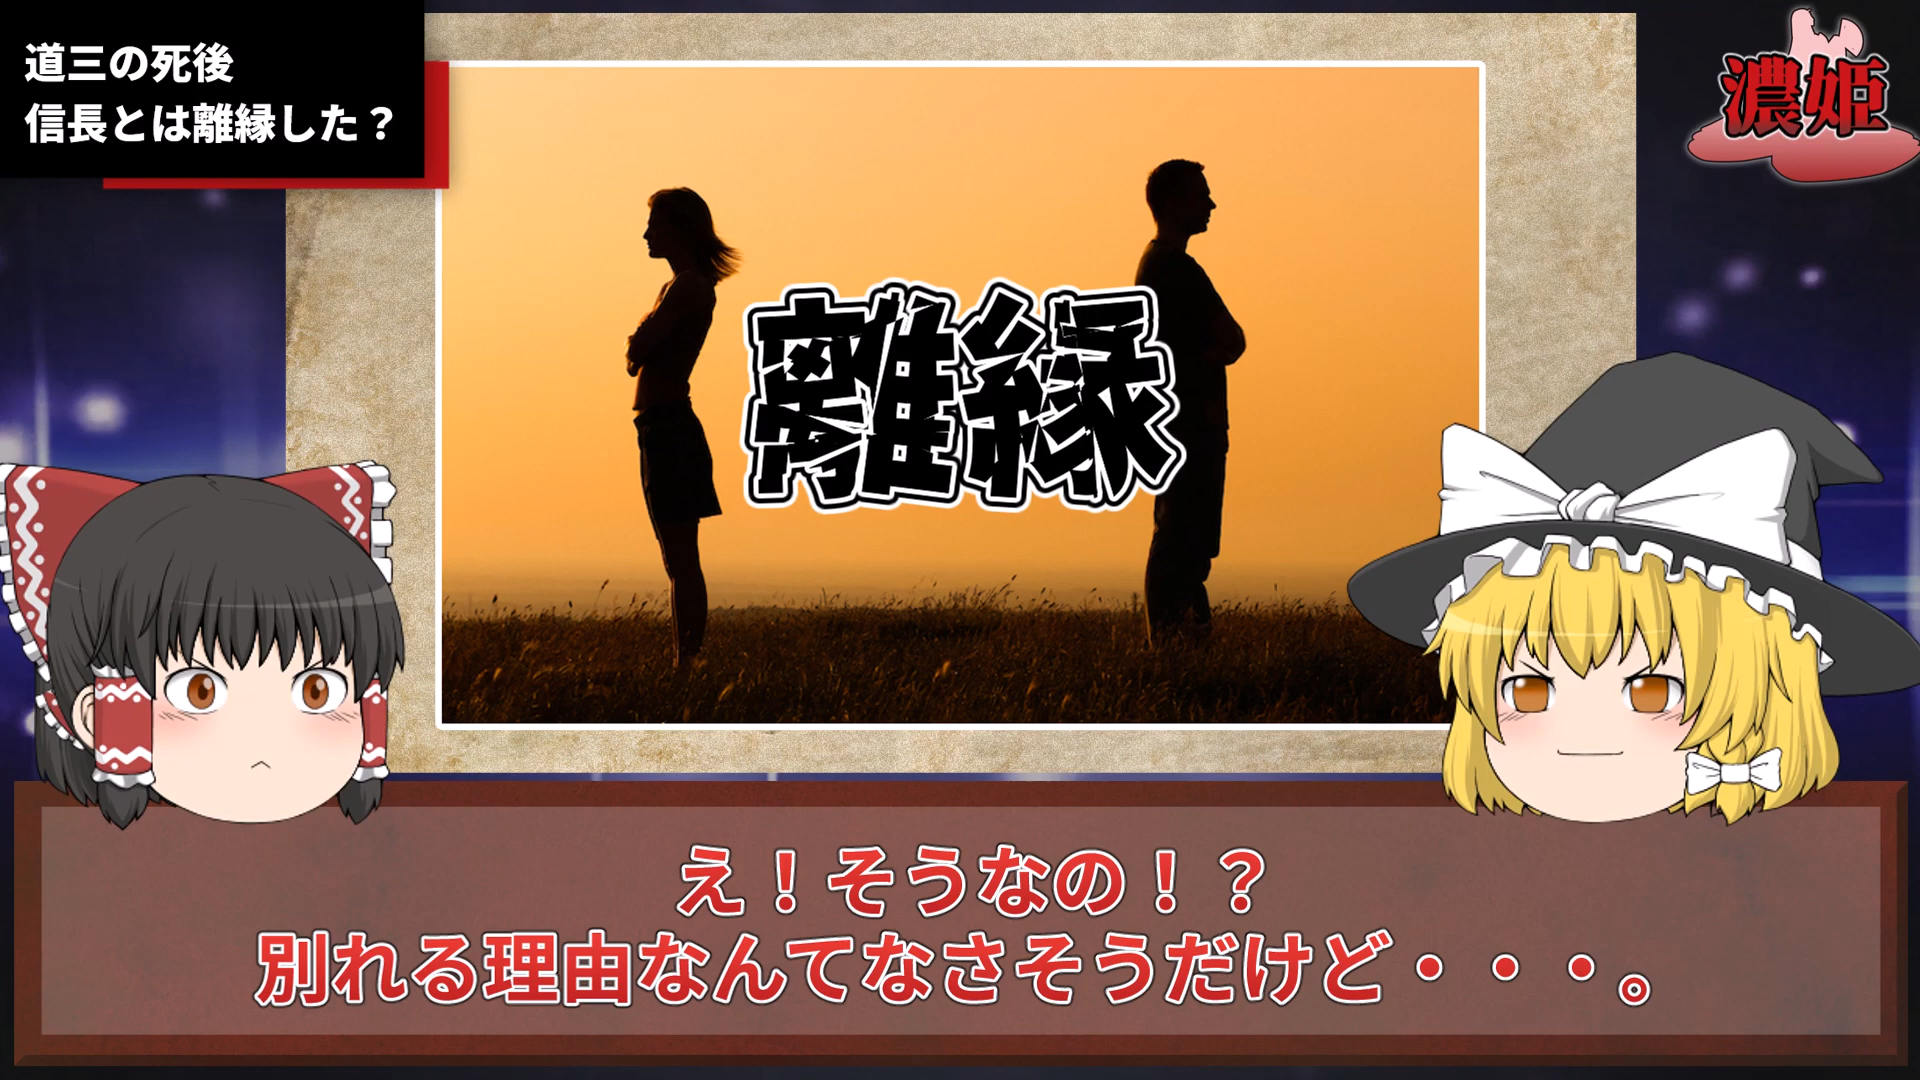 道三の死後
信長とは離縁した？
濃姫
離縁
え！そうなの！？
別れる理由なんてなさそうだけど・・・。